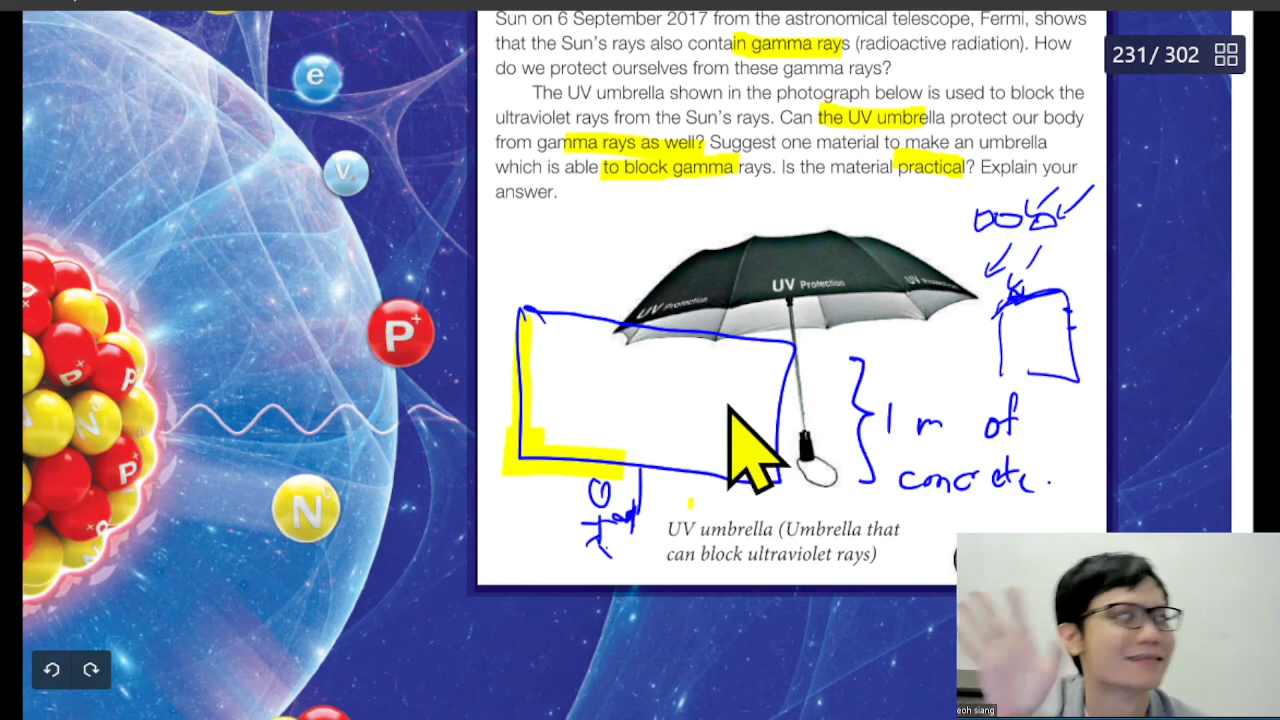 Sun on 6 September 2017 from the astronomical telescope, Fermi, shows
that the Sun's rays also contain gamma rays (radioactive radiation). How
do we protect ourselves from these gamma rays?
The UV umbrella shown in the photograph below is used to block the
ultraviolet rays from the Sun's rays. Can the UV umbrella protect our body
from gamma rays as well? Suggest one material to make an umbrella
which is able to block gamma rays. Is the material practical? Explain your
answer.
231/ 302
e
v
P+
N
P
P
P
N
UV Protection
UV Protection
UV Protection
1 m of
concrete.
UV umbrella (Umbrella that
can block ultraviolet rays)
eoh siang